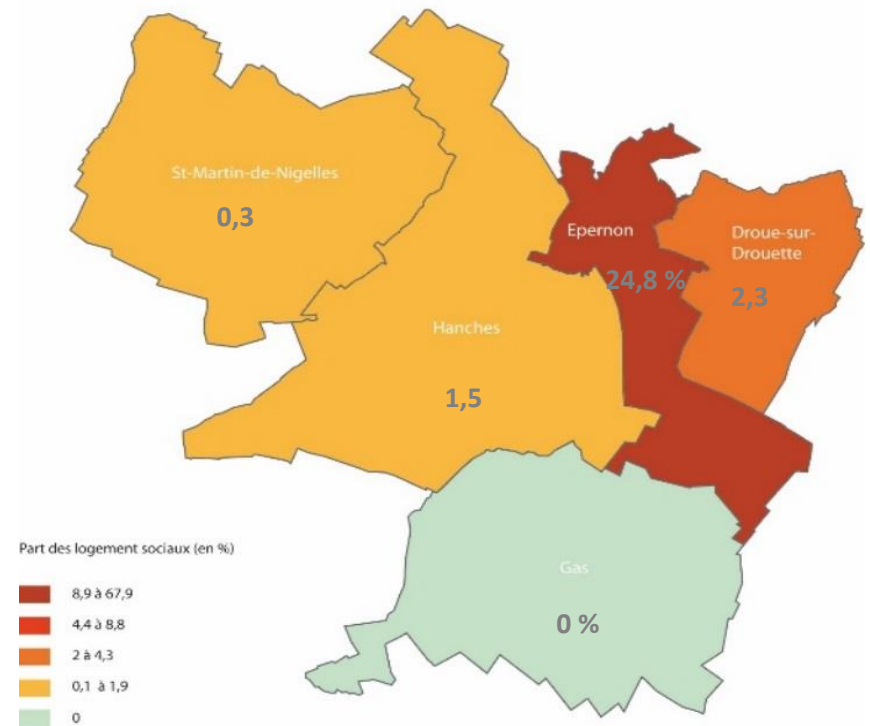 St-Martin-de-Nigelles
0,3
Epernon
24,8 %
Droue-sur-
Drouette
2,3
Hanches
1,5
Gas
0 %
Part des logement sociaux (en %)
8,9 à 67,9
4,4 à 8,8
2 à 4,3
0,1 à 1,9
0